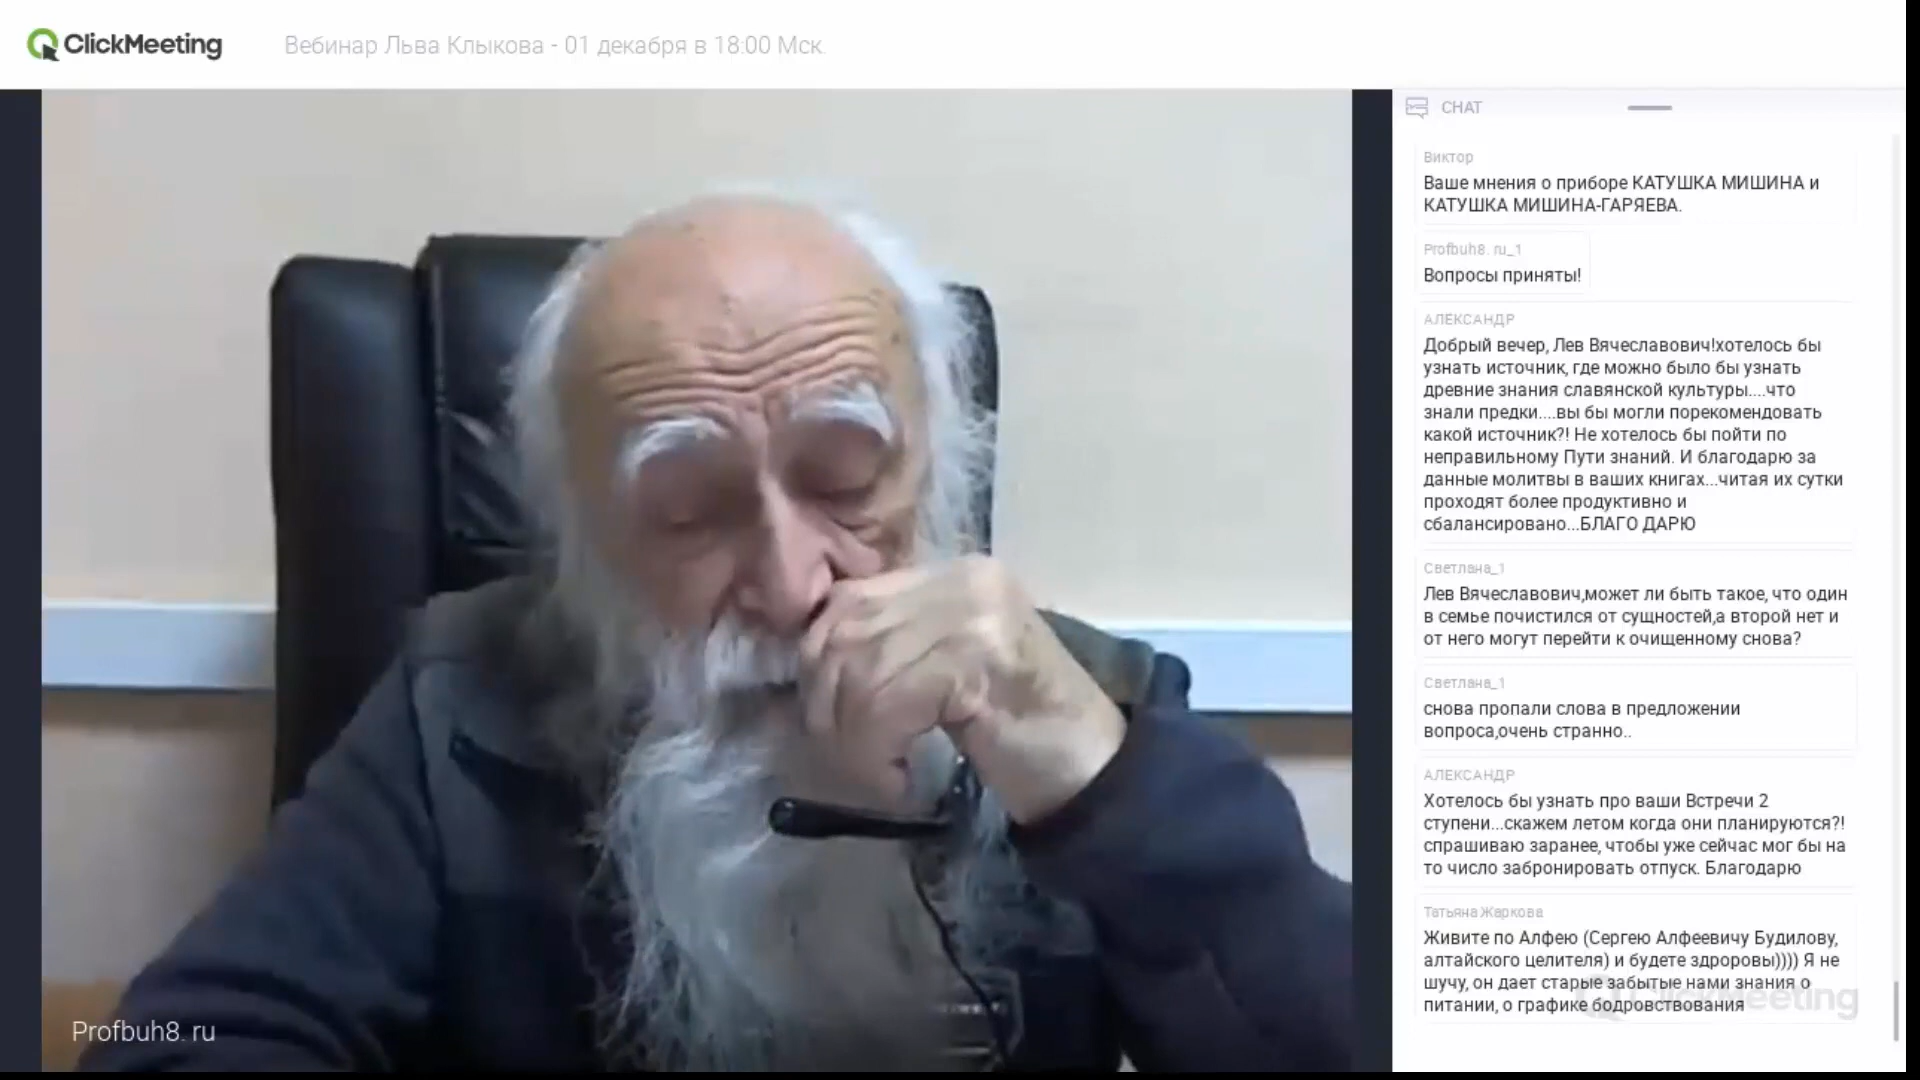 ClickMeeting
Вебинар Льва Клыкова - 01 декабря в 18:00 Мск.
CHAT
Виктор
Ваше мнения о приборе КАТУШКА МИШИНА и
КАТУШКА МИШИНА-ГАРЯЕВА.
Profbuh8. ru_1
Вопросы приняты!
АЛЕКСАНДР
Добрый вечер, Лев Вячеславович!хотелось бы
узнать источник, где можно было бы узнать
древние знания славянской культуры....что
знали предки....вы бы могли порекомендовать
какой источник?! Не хотелось бы пойти по
неправильному Пути знаний. И благодарю за
данные молитвы в ваших книгах...читая их сутки
проходят более продуктивно и
сбалансировано...БЛАГО ДАРЮ
Светлана_1
Лев Вячеславович,может ли быть такое, что один
в семье почистился от сущностей,а второй нет и
от него могут перейти к очищенному снова?
Светлана_1
снова пропали слова в предложении
вопроса,очень странно..
АЛЕКСАНДР
Хотелось бы узнать про ваши Встречи 2
ступени...скажем летом когда они планируются?!
спрашиваю заранее, чтобы уже сейчас мог бы на
то число забронировать отпуск. Благодарю
Татьяна Жаркова
Живите по Алфею (Сергею Алфеевичу Будилову,
алтайского целителя) и будете здроровы)))) Я не
шучу, он дает старые забытые нами знания о
питании, о графике бодровствования
ClickMeeting
Profbuh8. ru